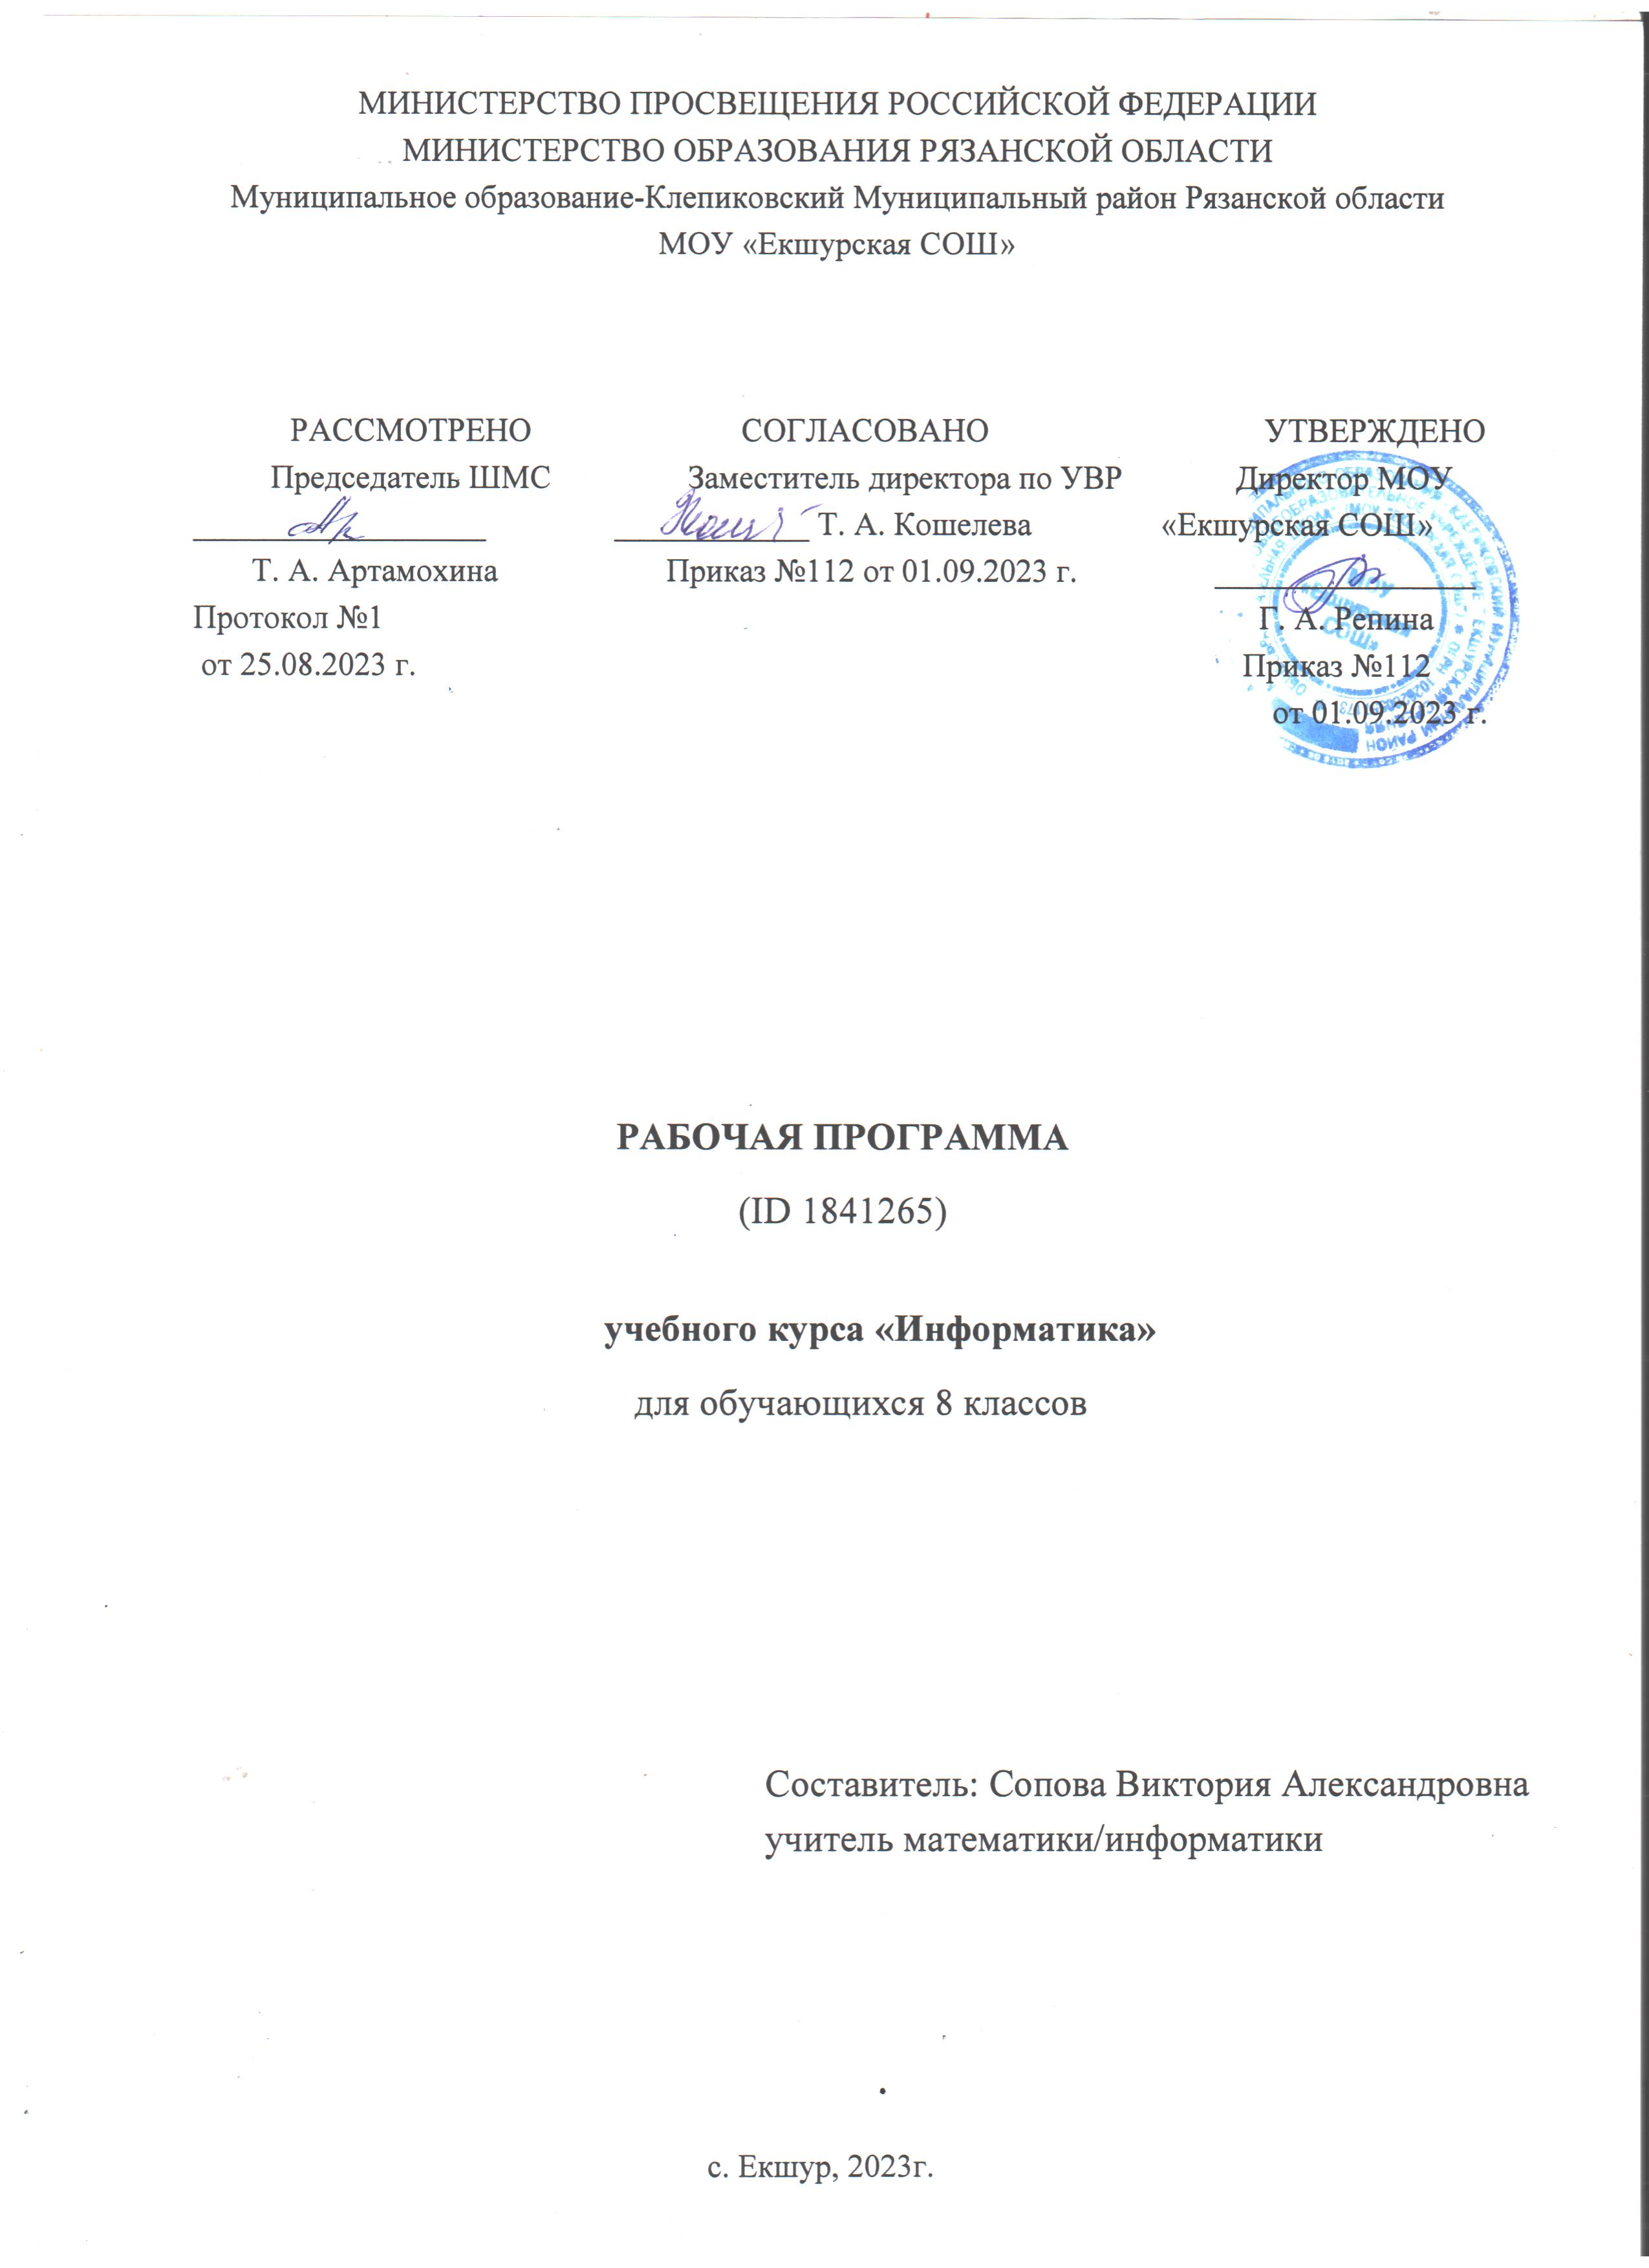 МИНИСТЕРСТВО ПРОСВЕЩЕНИЯ РОССИЙСКОЙ ФЕДЕРАЦИИ
МИНИСТЕРСТВО ОБРАЗОВАНИЯ РЯЗАНСКОЙ ОБЛАСТИ
Муниципальное образование-Клепиковский Муниципальный район Рязанской области
МОУ «Екшурская СОШ»
РАССМОТРЕНО
Председатель ШМС
Т. А. Артамохина
Протокол №1
от 25.08.2023 г.
СОГЛАСОВАНО
Заместитель директора по УВР
Т. А. Кошелева
Приказ №112 от 01.09.2023 г.
УТВЕРЖДЕНО
Директор МОУ
«Екшурская СОШ»
Г. А. Репина
Приказ №112
от 01.09.2023 г.
МОУ
«Екшурская
СОШ»
РАБОЧАЯ ПРОГРАММА
(ID 1841265)
учебного курса «Информатика»
для обучающихся 8 классов
Составитель: Сопова Виктория Александровна
учитель математики/информатики
с. Екшур, 2023г.